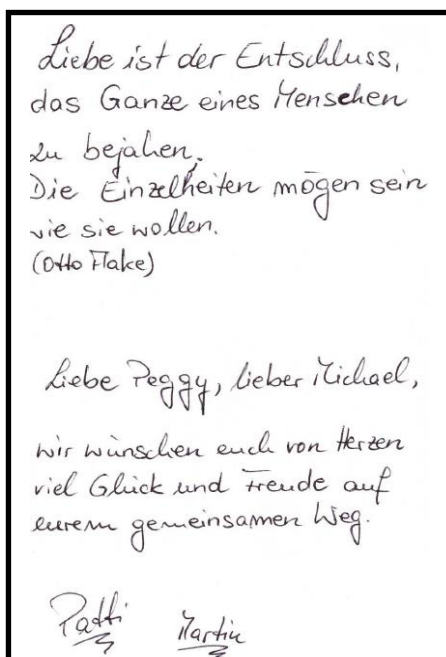 Liebe ist der Entschluss,
das Ganze eines Menschen
zu bejahen,
Die Einzelheiten mögen sein
wie sie wollen.
(Otto Flake)
Liebe Peggy, lieber Michael,
wir wünschen euch von Herzen
viel Glück und Freude auf
eurem gemeinsamen Weg.
Patti Martin